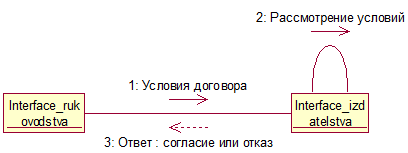 2: Рассмотрение условий
1: Условия договора
Interface_ruk
ovodstva
Interface_izd
atelstva
3: Ответ : согласие или отказ